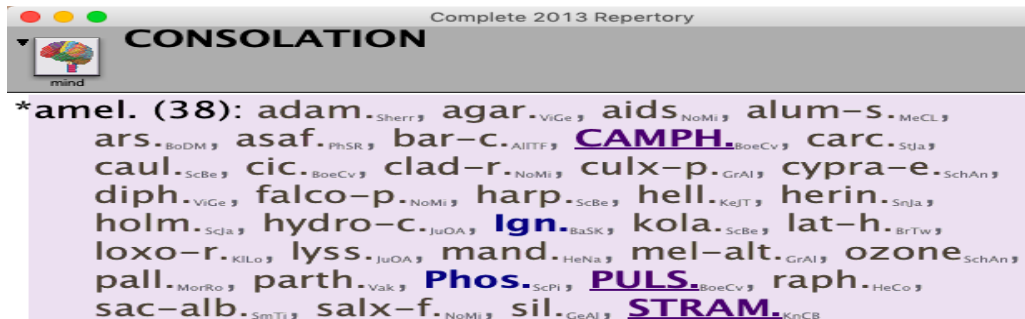 Complete 2013 Repertory
CONSOLATION
mind
*amel. (38): adam.Sherr, agar.ViGe, aids.NoMi, alum-s.MeCL,
ars.BoDM, asaf.PhSR, bar-c.AllTF, CAMPH.BoeCv, carc.StJa,
caul.ScBe, cic.BoeCv, clad-r.NoMi, culx-p.GrAl, cypra-e.SchAn,
diph.ViGe, falco-p.NoMi, harp.ScBe, hell.KeJT, herin.SnJa,
holm.ScJa, hydro-c.JuOA, Ign.BaSK, kola.ScBe, lat-h.BrTw,
loxo-r.KlLo, lyss.JuOA, mand.HeNa, mel-alt.GrAl, ozoneSchAn,
pall.MorRo, parth.Vak, Phos.ScPi, PULS.BoeCv, raph.HeCo,
sac-alb.SmTi, salx-f.NoMi, sil.GeAl, STRAM.KnCB